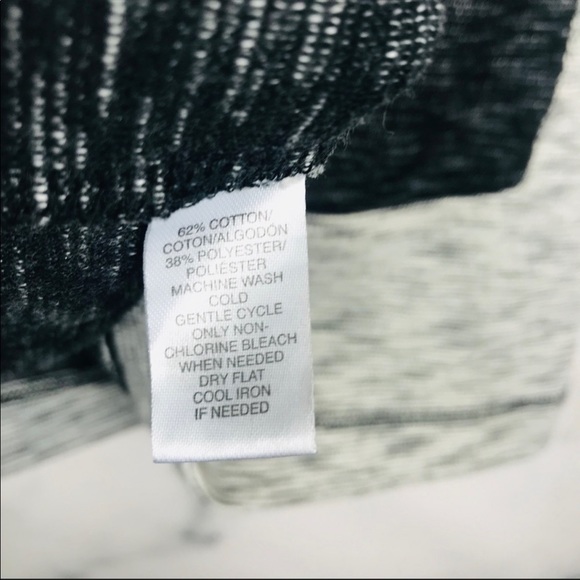 62% COTTON/
COTON/ALGODÓN
38% POLYESTER/
POLIESTER
MACHINE WASH
COLD
GENTLE CYCLE
ONLY NON-
CHLORINE BLEACH
WHEN NEEDED
DRY FLAT
COOL IRON
IF NEEDED